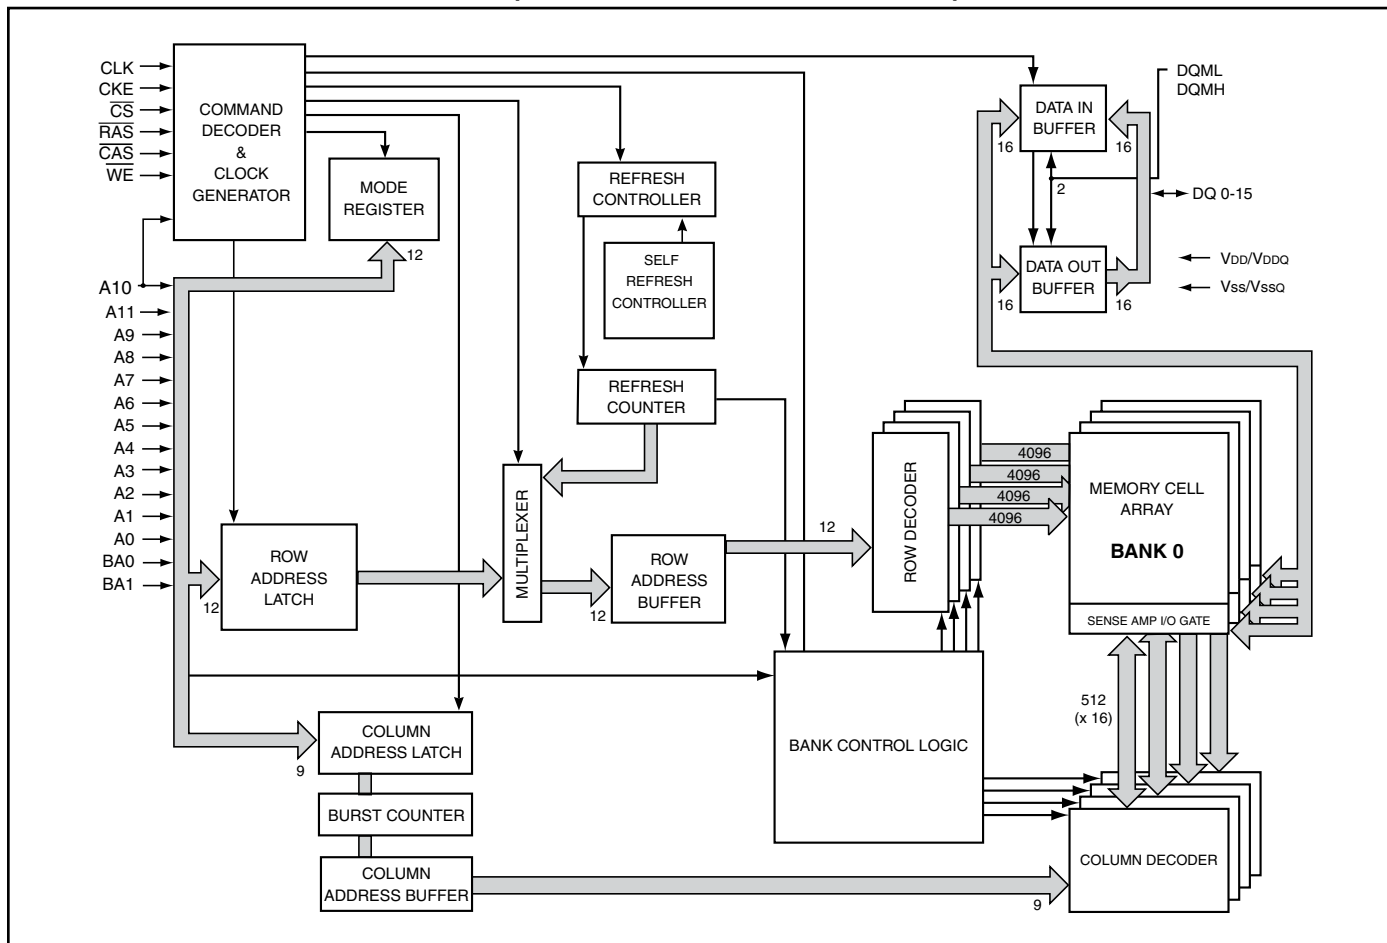 CLK
CKE
CS
RAS
CAS
WE
COMMAND
DECODER
&
CLOCK
GENERATOR
MODE
REGISTER
12
REFRESH
CONTROLLER
SELF
REFRESH
CONTROLLER
REFRESH
COUNTER
DATA IN
BUFFER
16
16
2
DQML
DQMH
DQ 0-15
DATA OUT
BUFFER
16
16
VDD/VDDQ
Vss/VssQ
A10
A11
A9
A8
A7
A6
A5
A4
A3
A2
A1
A0
BA0
BA1
12
ROW
ADDRESS
LATCH
MULTIPLEXER
12
ROW
ADDRESS
BUFFER
12
ROW DECODER
4096
4096
4096
4096
MEMORY CELL
ARRAY
BANK 0
SENSE AMP I/O GATE
512
(x 16)
BANK CONTROL LOGIC
9
COLUMN
ADDRESS LATCH
BURST COUNTER
COLUMN
ADDRESS BUFFER
9
COLUMN DECODER